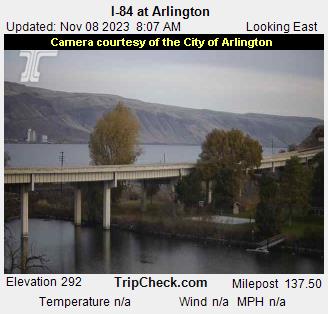 I-84 at Arlington
Updated: Nov 08 2023 8:07 AM Looking East
Camera courtesy of the City of Arlington
Elevation 292 TripCheck.com Milepost 137.50
Temperature n/a Wind n/a MPH n/a